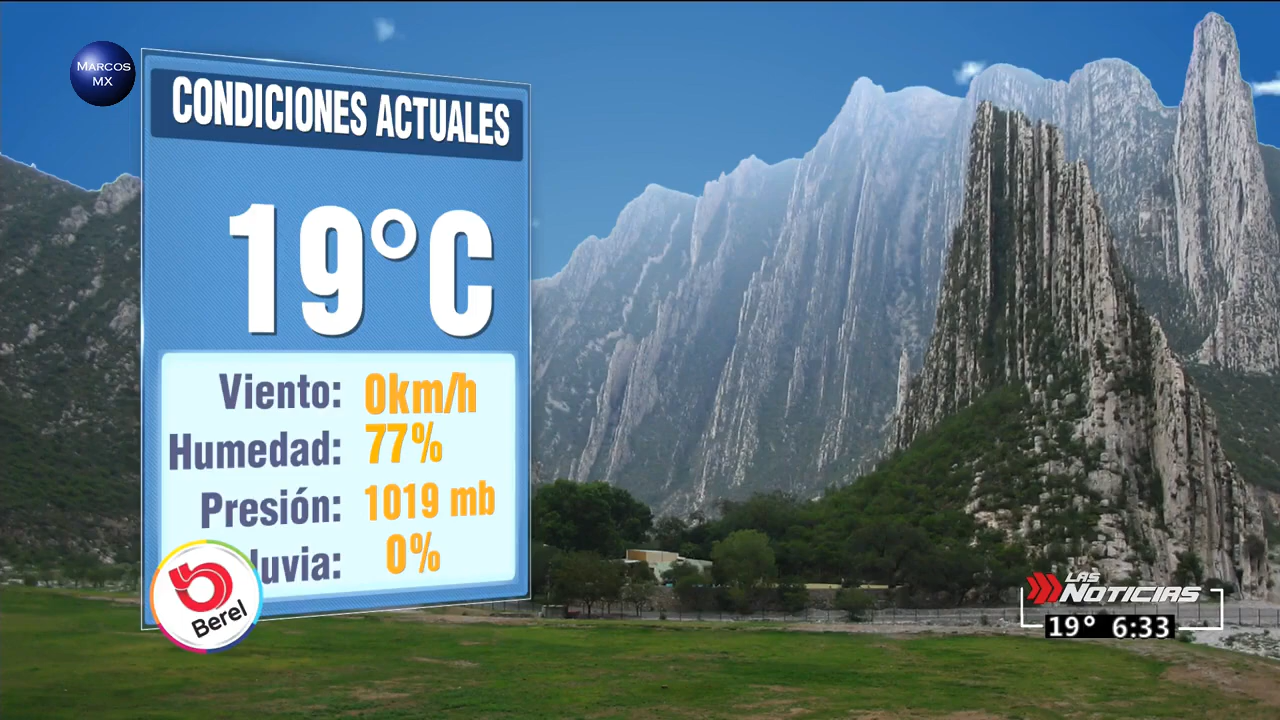 MARCOS
MX
CONDICIONES ACTUALES
19°C
Viento: 0km/h
Humedad: 77%
Presión: 1019 mb
luvia: 0%
Berel
LAS
NOTICIAS
19° 6:33